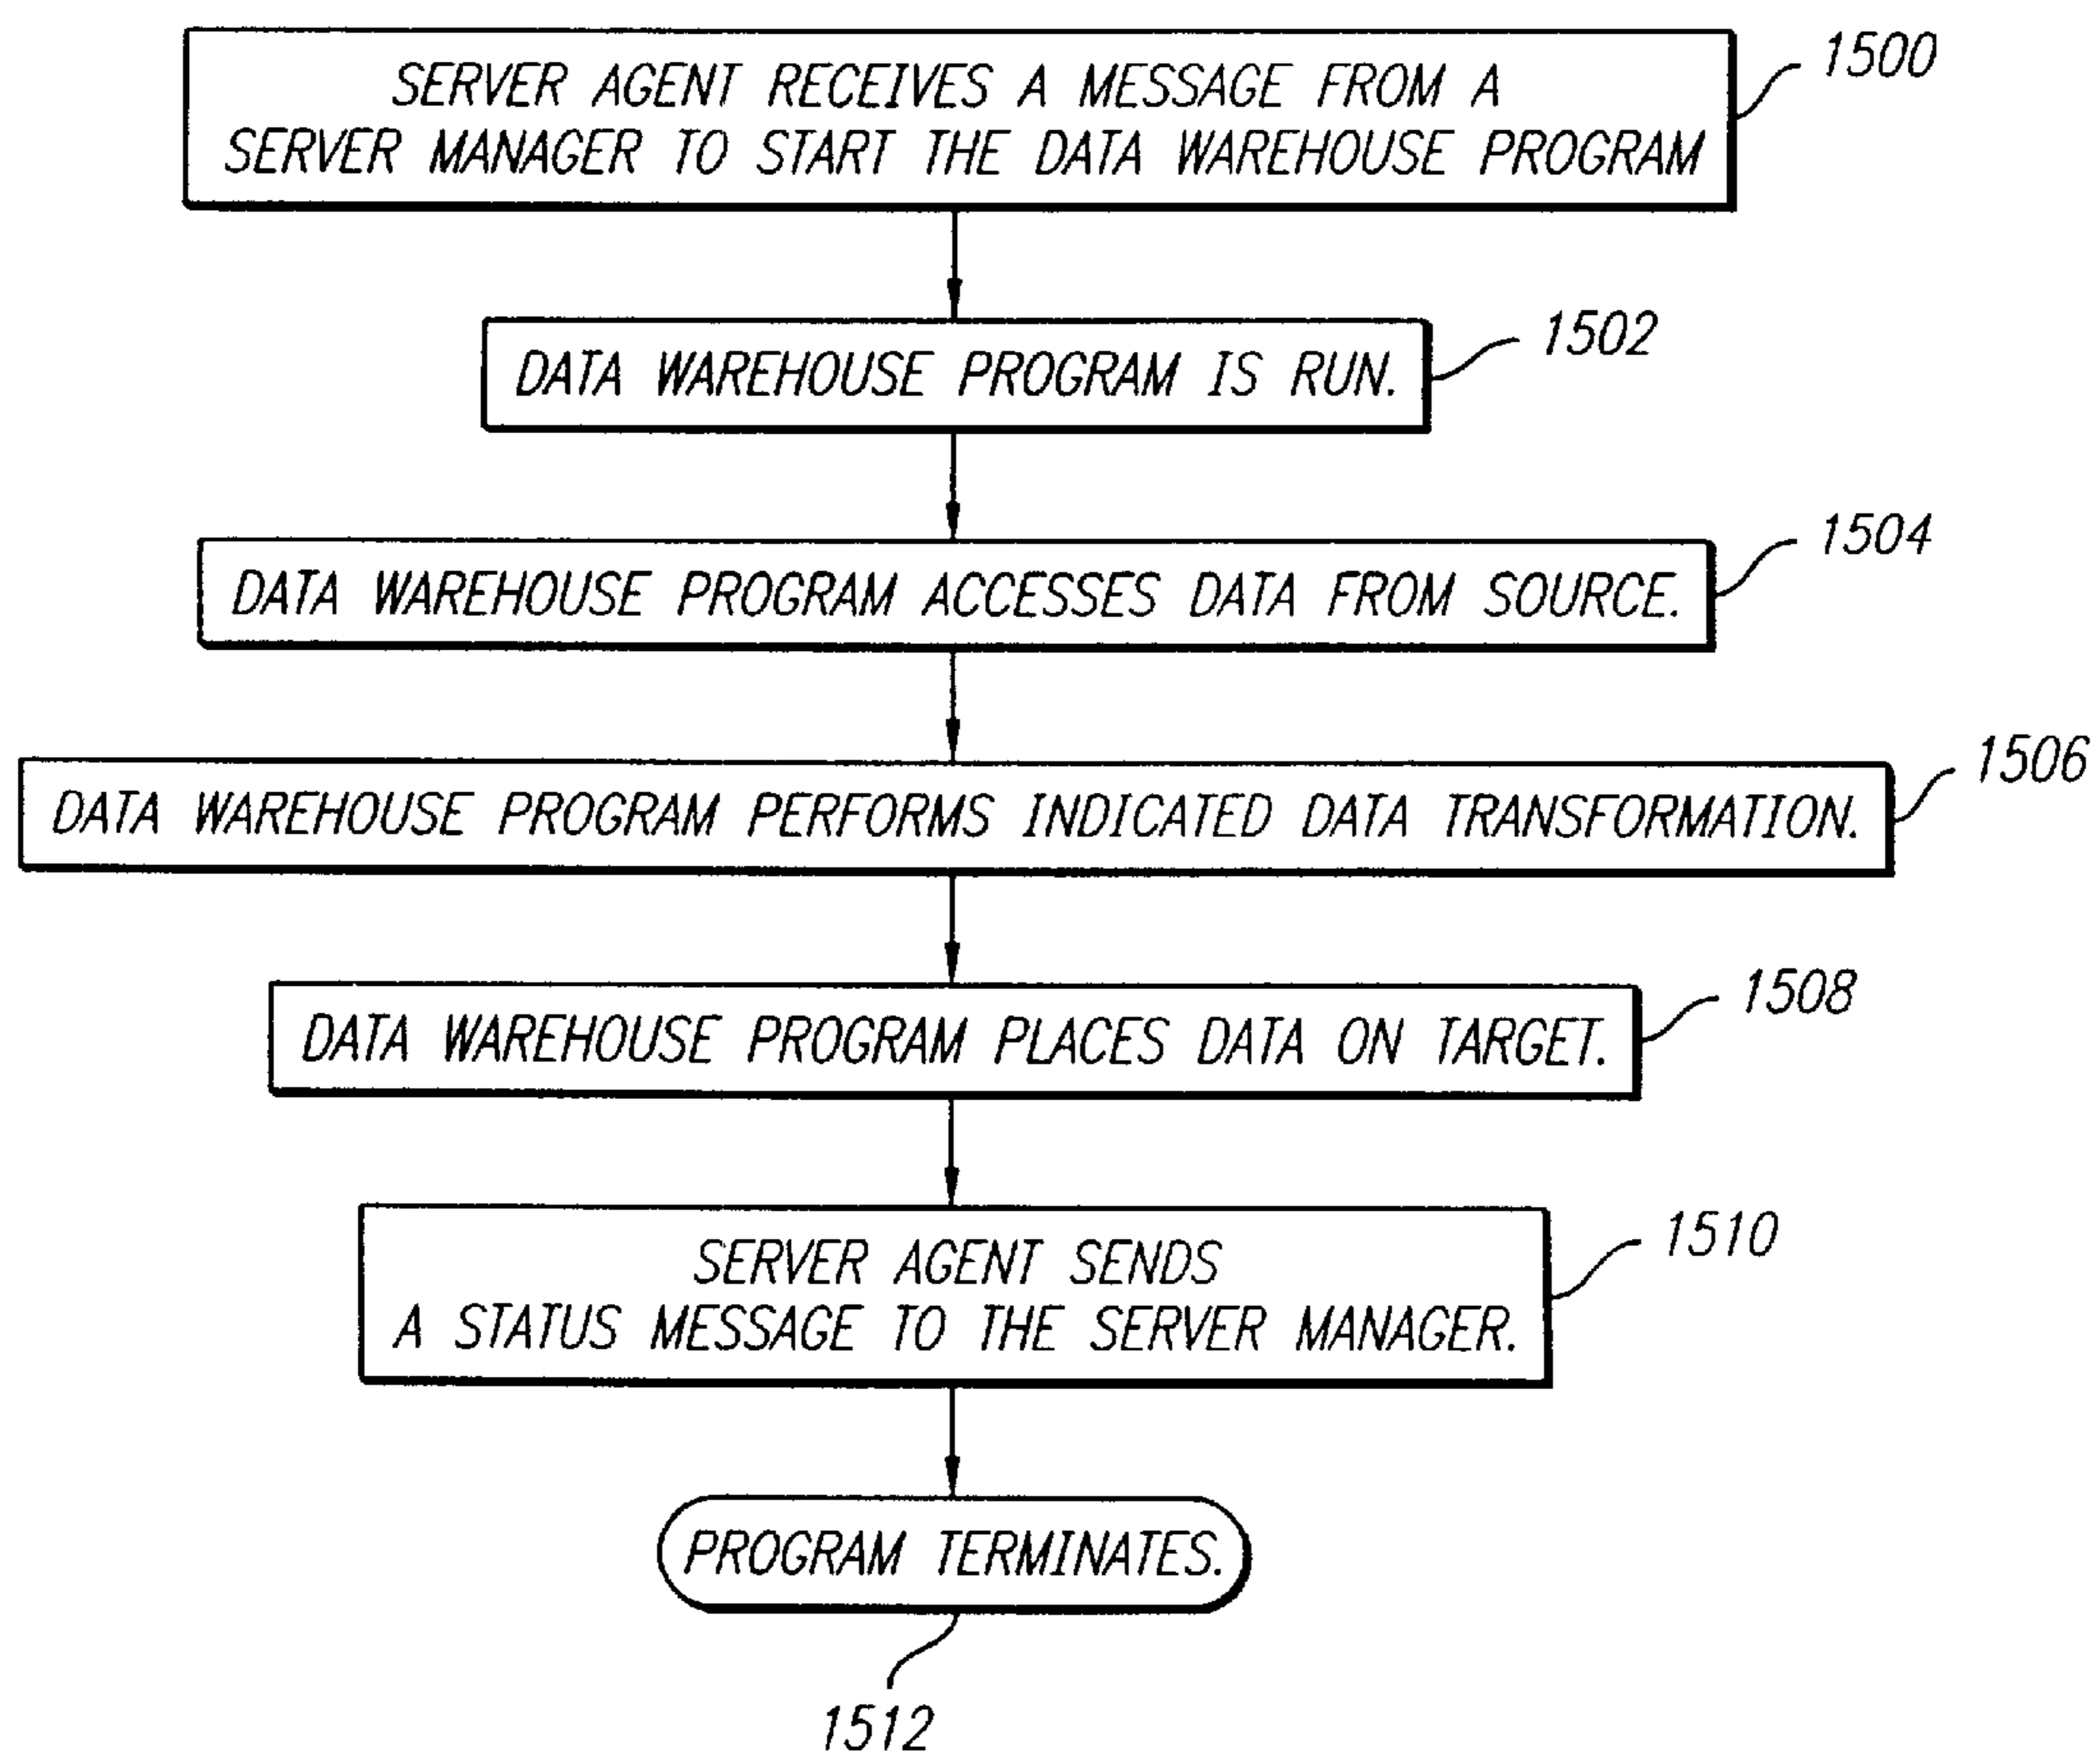 SERVER AGENT RECEIVES A MESSAGE FROM A
SERVER MANAGER TO START THE DATA WAREHOUSE PROGRAM
1500
DATA WAREHOUSE PROGRAM IS RUN.
1502
DATA WAREHOUSE PROGRAM ACCESSES DATA FROM SOURCE.
1504
DATA WAREHOUSE PROGRAM PERFORMS INDICATED DATA TRANSFORMATION.
1506
DATA WAREHOUSE PROGRAM PLACES DATA ON TARGET.
1508
SERVER AGENT SENDS
A STATUS MESSAGE TO THE SERVER MANAGER.
1510
PROGRAM TERMINATES.
1512